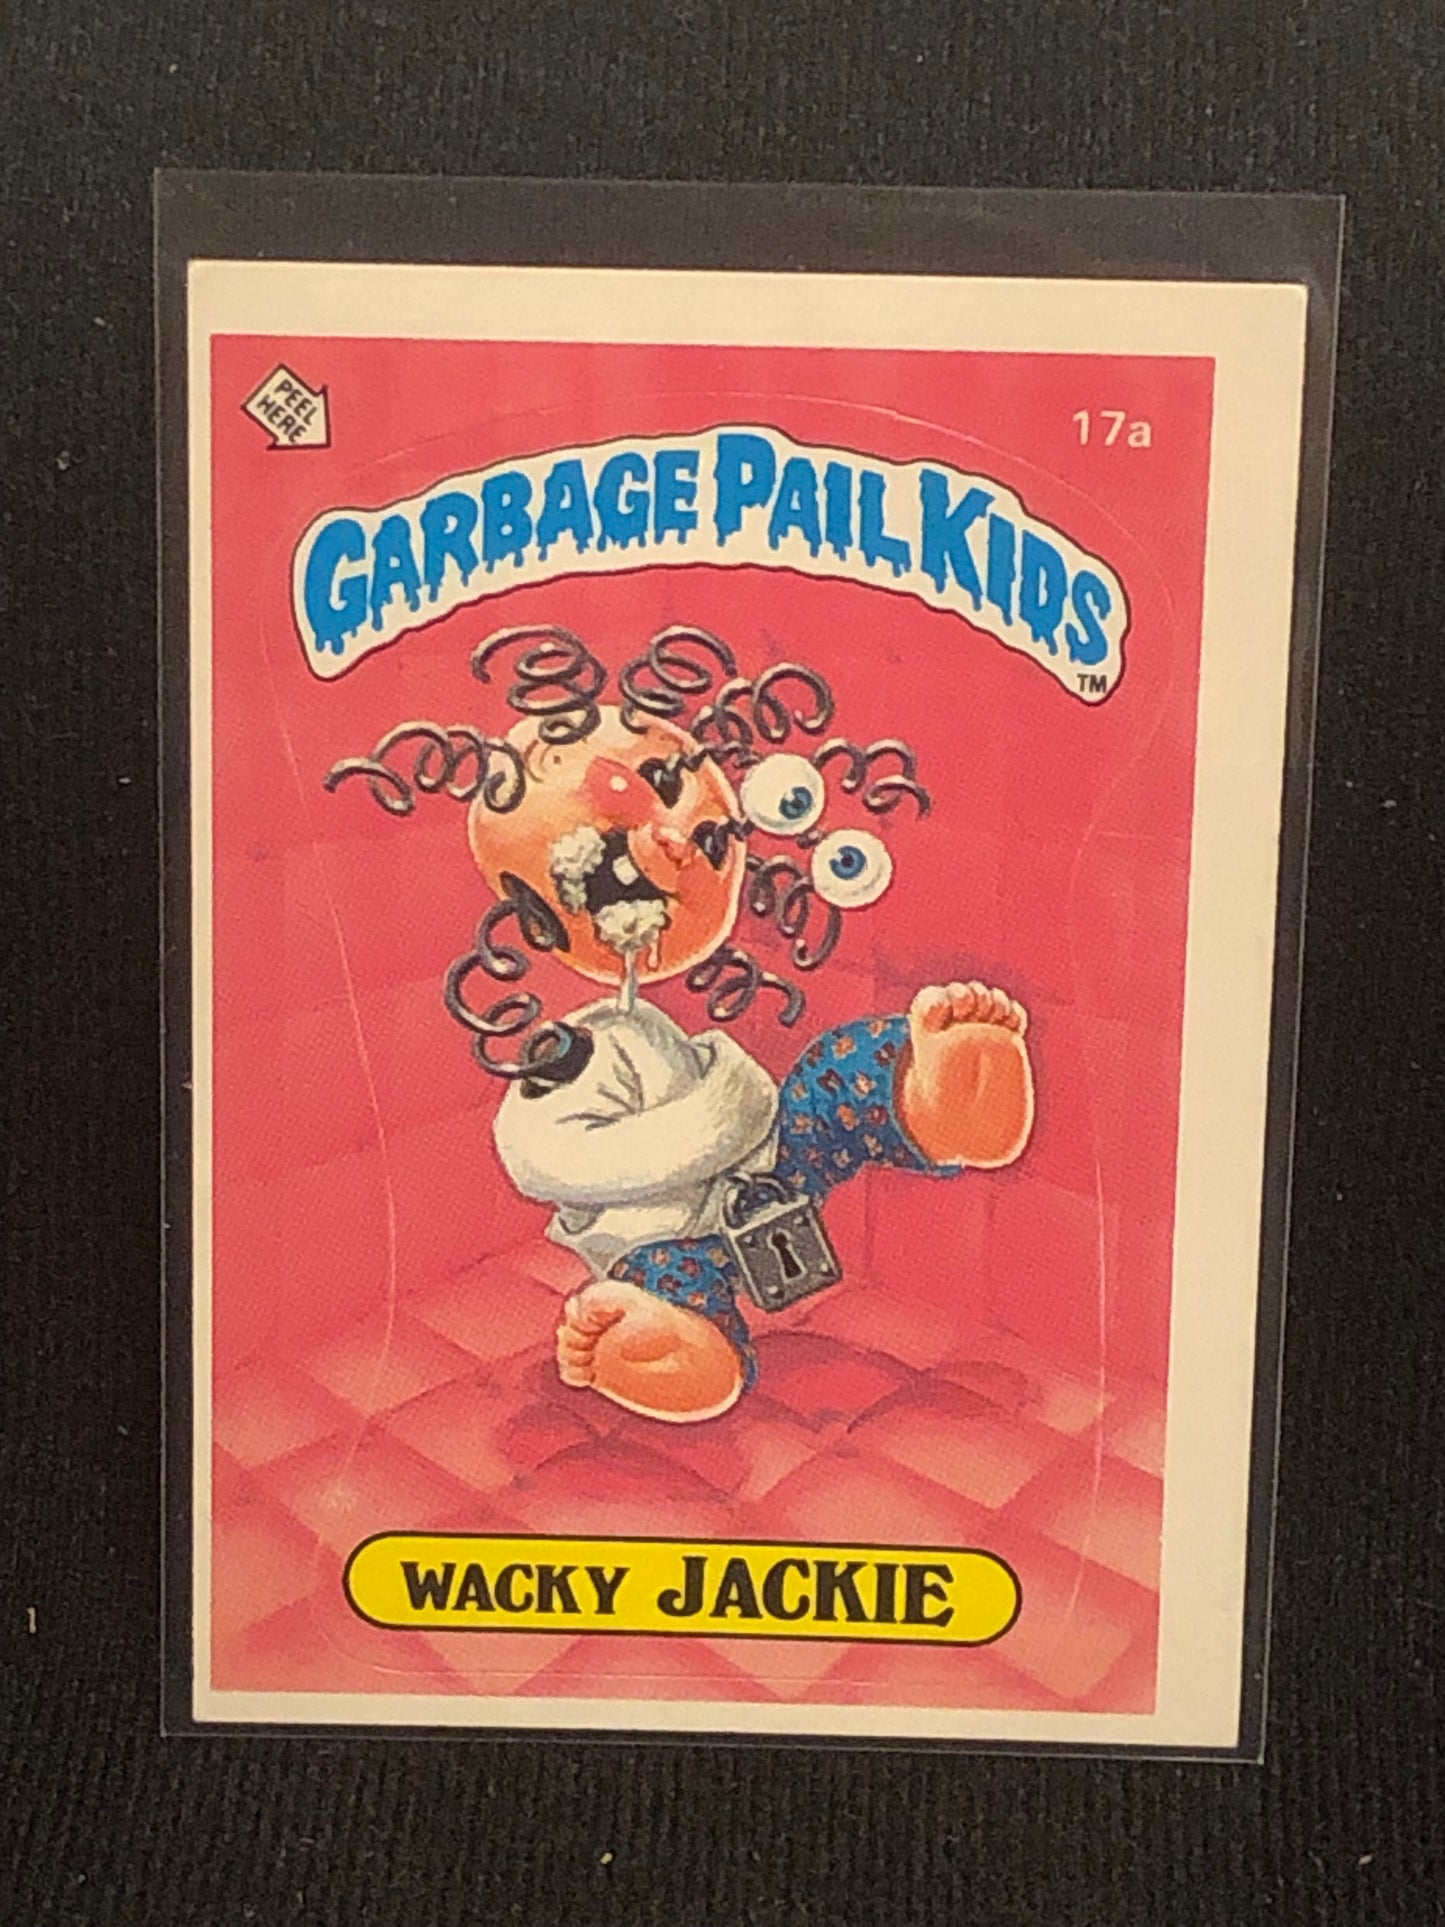 PEEL
HERE
17a
GARBAGE PAIL KIDS
TM
WACKY JACKIE